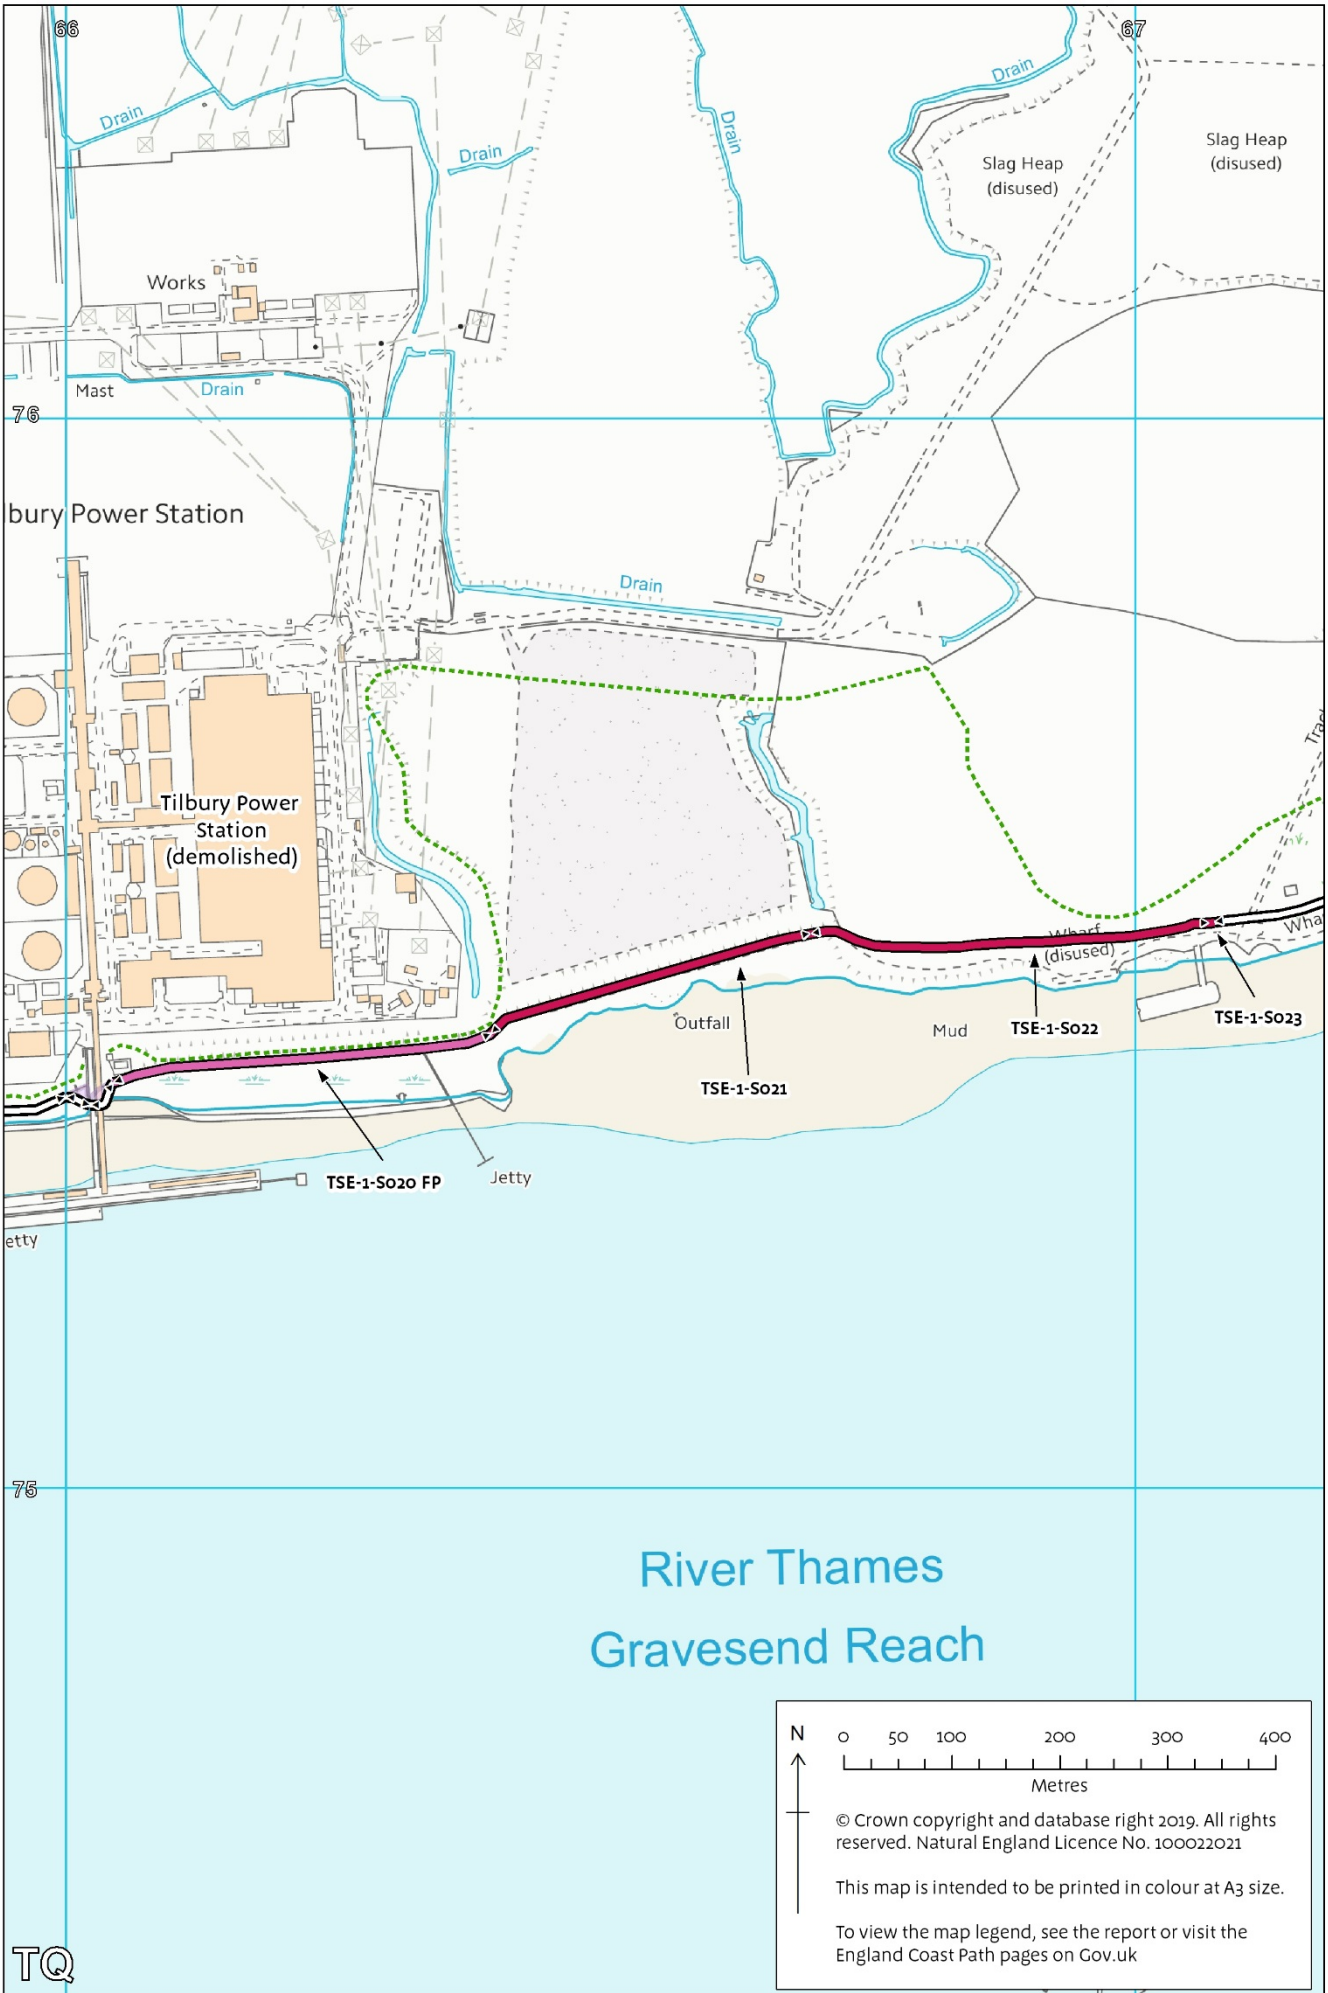 66
67
Drain
Drain
Drain
Drain
Slag Heap
(disused)
Slag Heap
(disused)
Works
Mast
Drain
76
lbury Power Station
Drain
Tilbury Power
Station
(demolished)
Wharf
(disused)
Outfall
Mud
TSE-1-S022
TSE-1-S023
TSE-1-S021
TSE-1-S020 FP
Jetty
etty
75
River Thames
Gravesend Reach
N
0 50 100 200 300 400
Metres
© Crown copyright and database right 2019. All rights
reserved. Natural England Licence No. 100022021
This map is intended to be printed in colour at A3 size.
To view the map legend, see the report or visit the
England Coast Path pages on Gov.uk
TQ